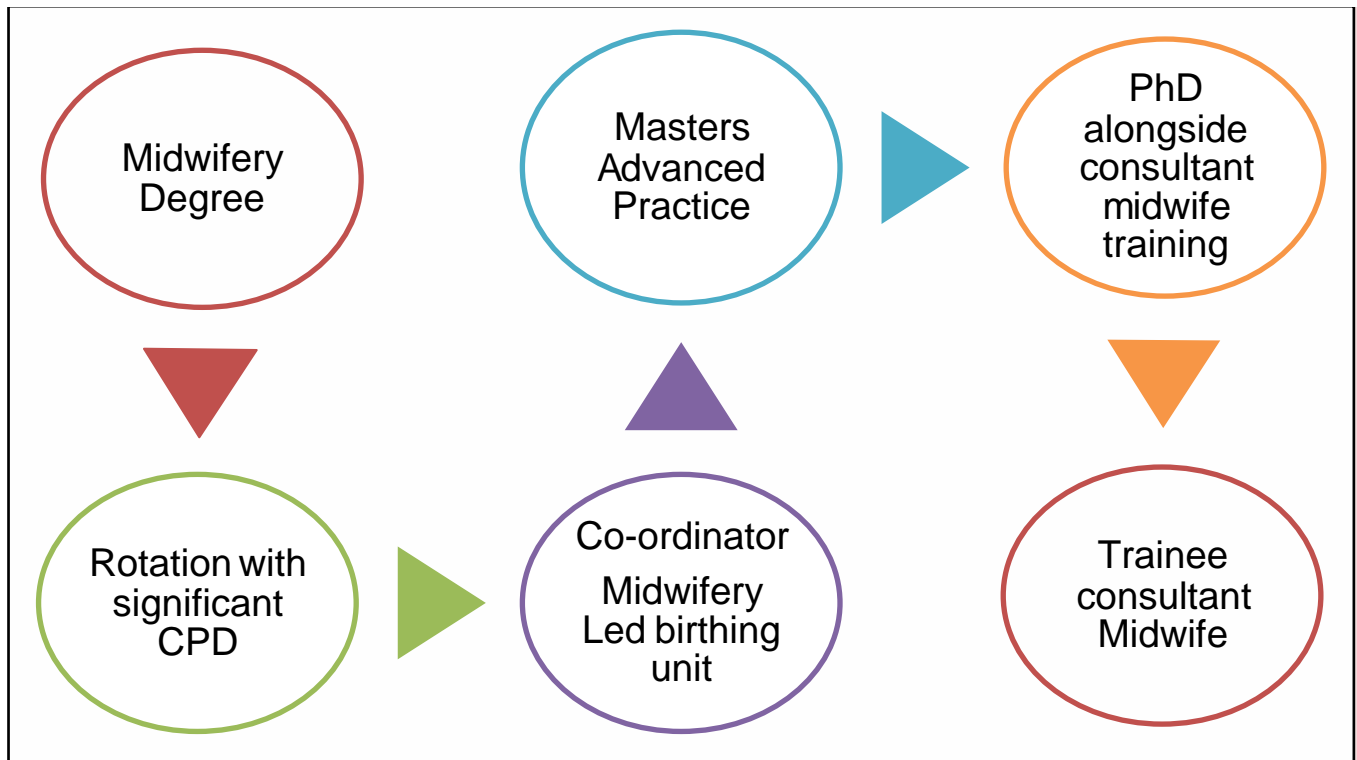 Midwifery
Degree
Rotation with
significant
CPD
Co-ordinator
Midwifery
Led birthing
unit
Masters
Advanced
Practice
PhD
alongside
consultant
midwife
training
Trainee
consultant
Midwife